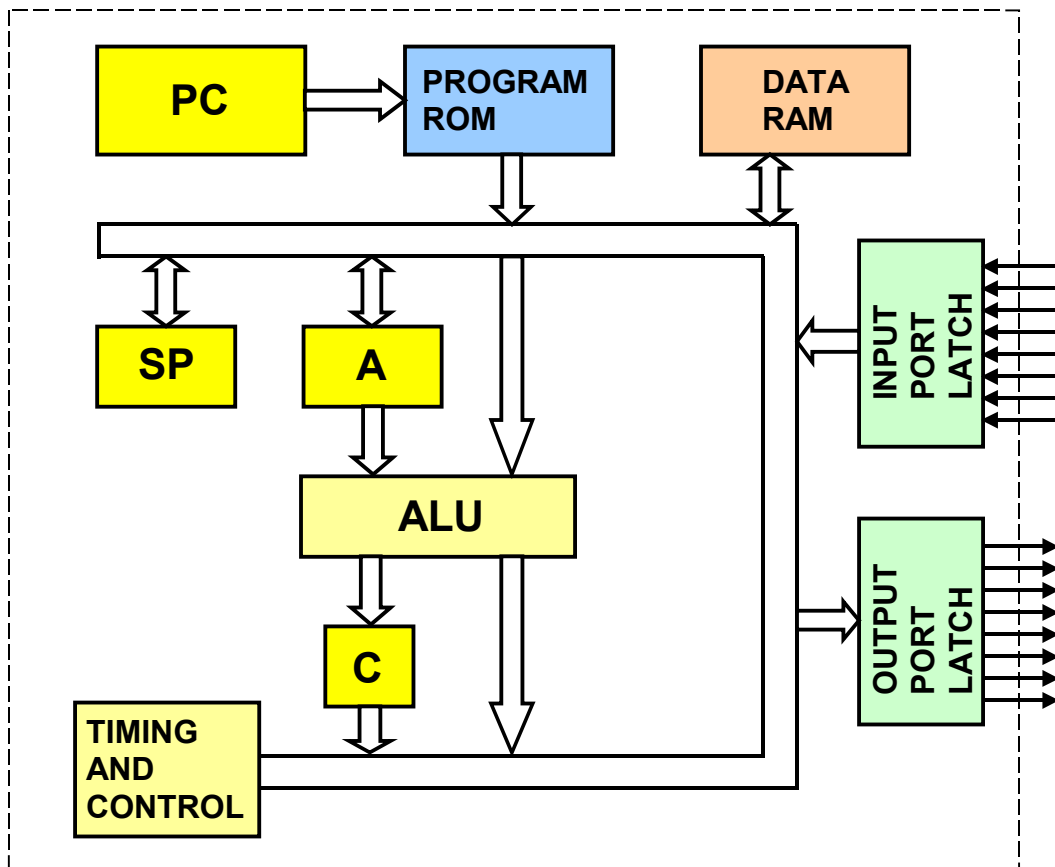 PC
PROGRAM
ROM
DATA
RAM
SP
A
INPUT
PORT
LATCH
ALU
C
OUTPUT
PORT
LATCH
TIMING
AND
CONTROL